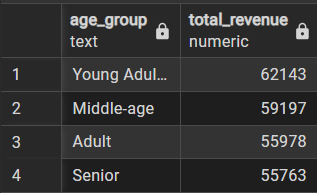 age_group total_revenue
text numeric
1 Young Adul... 62143
2 Middle-age 59197
3 Adult 55978
4 Senior 55763